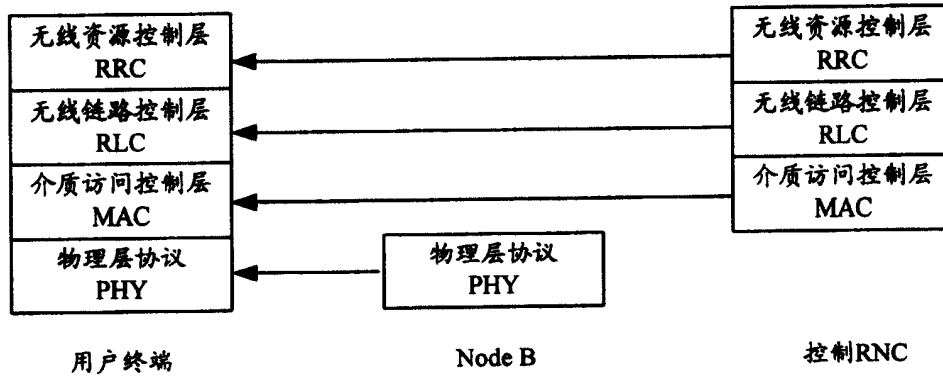 无线资源控制层
RRC
无线链路控制层
RLC
介质访问控制层
MAC
物理层协议
PHY
用户终端
物理层协议
PHY
Node B
无线资源控制层
RRC
无线链路控制层
RLC
介质访问控制层
MAC
控制RNC